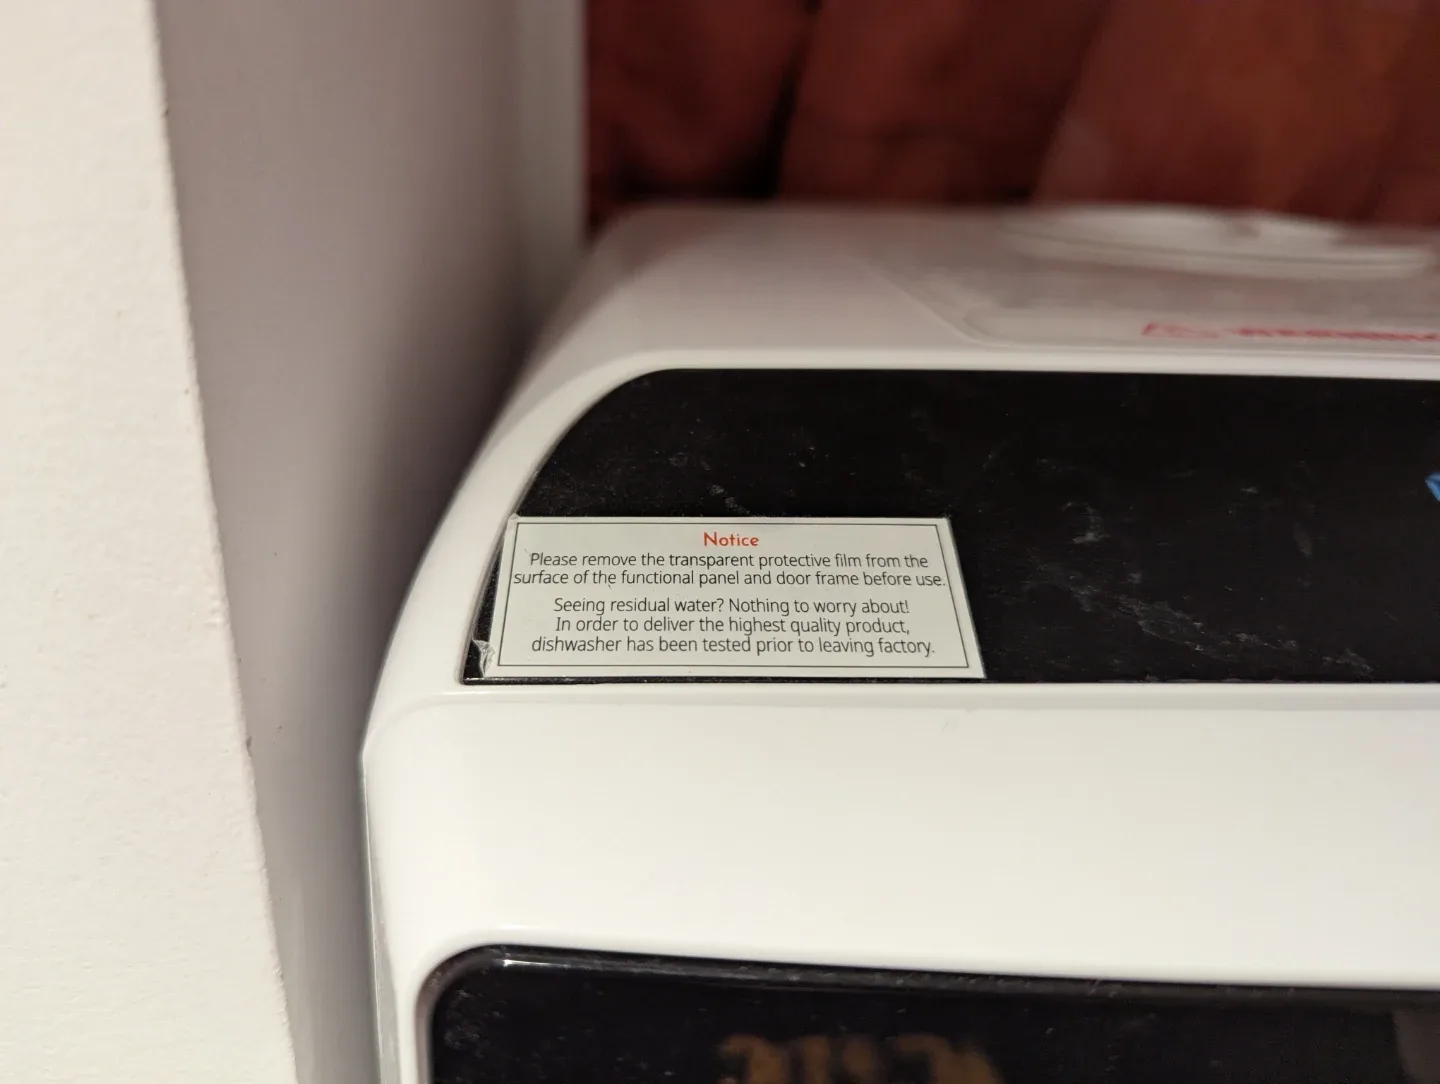 Notice
Please remove the transparent protective film from the
surface of the functional panel and door frame before use.
Seeing residual water? Nothing to worry about!
In order to deliver the highest quality product,
dishwasher has been tested prior to leaving factory.